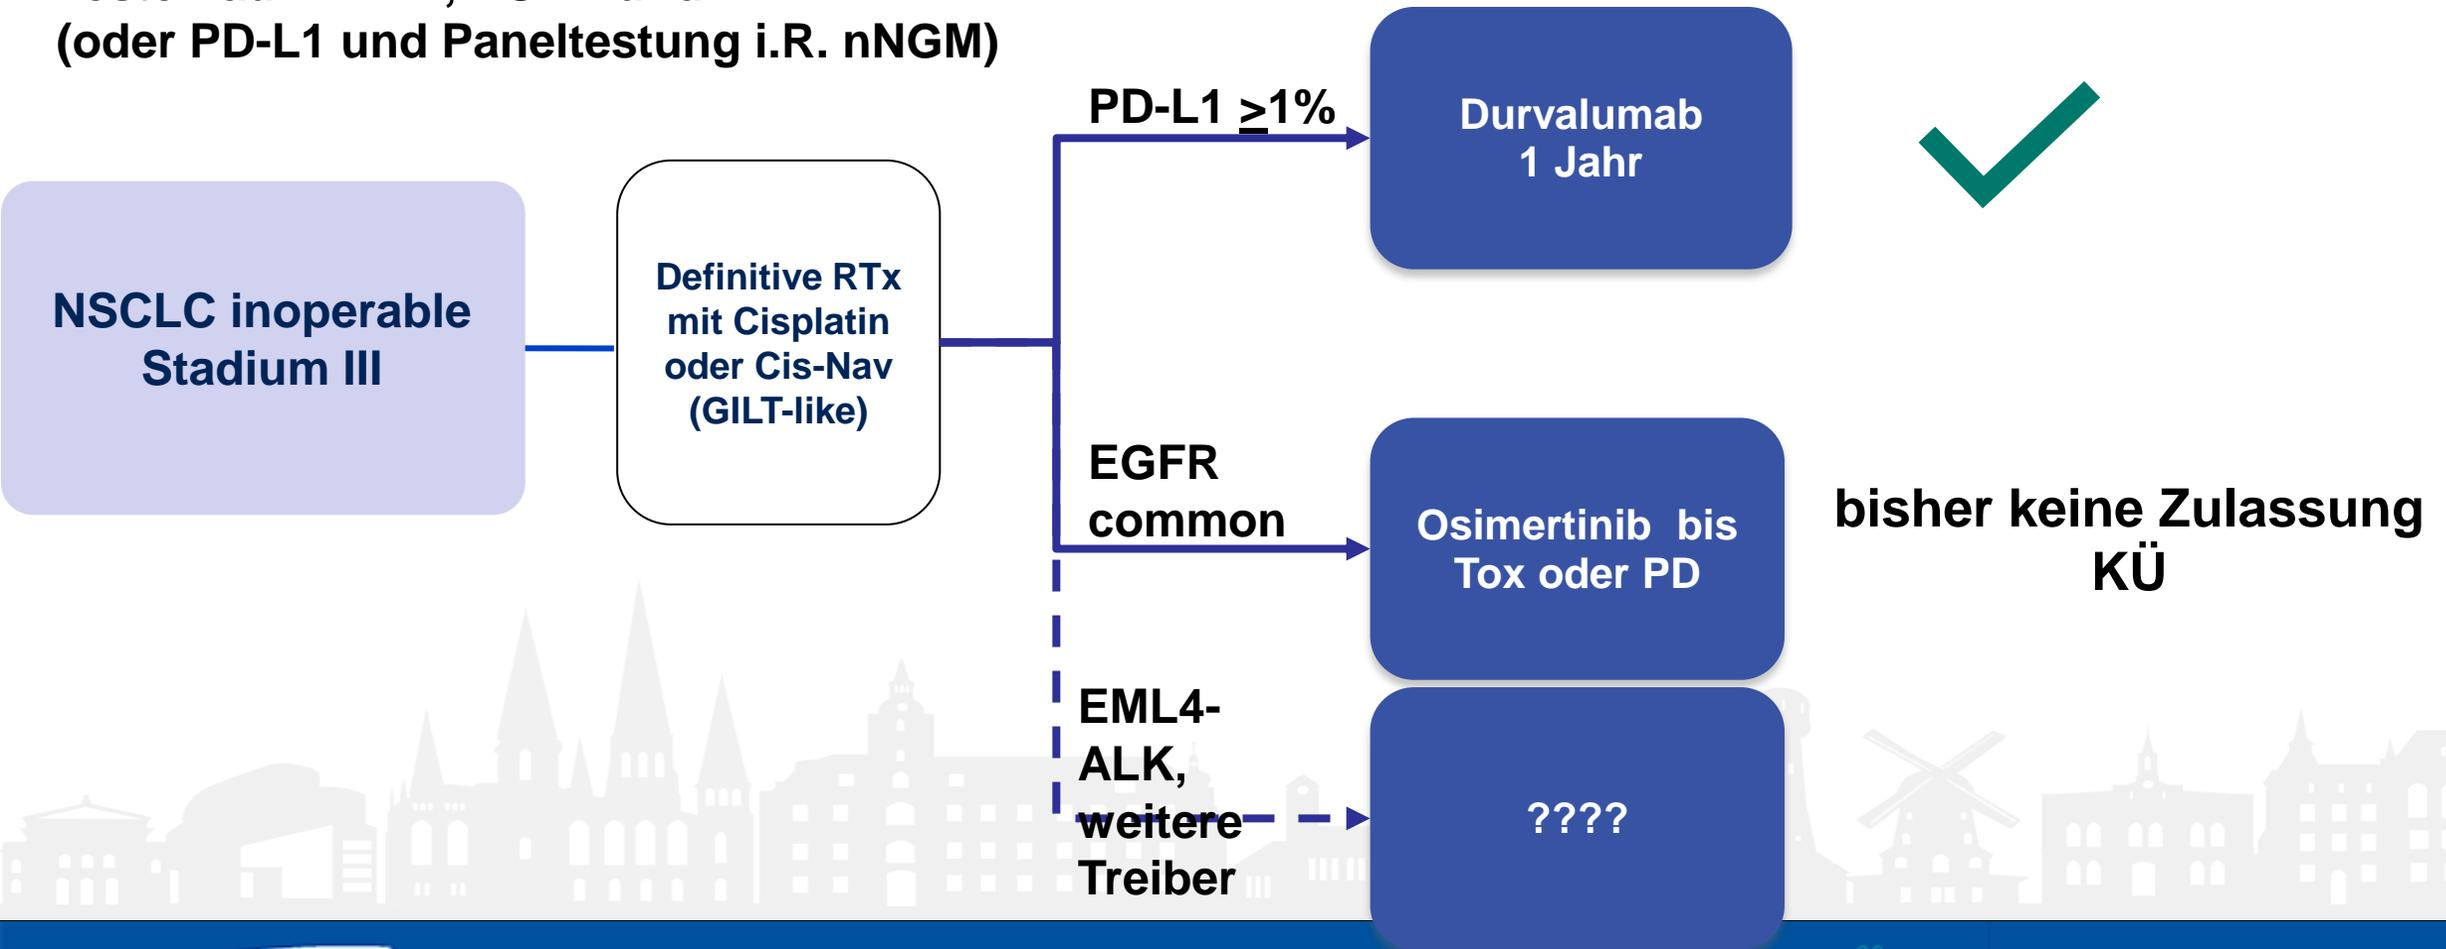 (oder PD-L1 und Paneltestung i.R. nNGM)
PD-L1 ≥1%
Durvalumab
1 Jahr
NSCLC inoperable
Stadium III
Definitive RTx
mit Cisplatin
oder Cis-Nav
(GILT-like)
EGFR
common
Osimertinib bis
Tox oder PD
bisher keine Zulassung
KÜ
EML4-
ALK,
weitere
Treiber
????